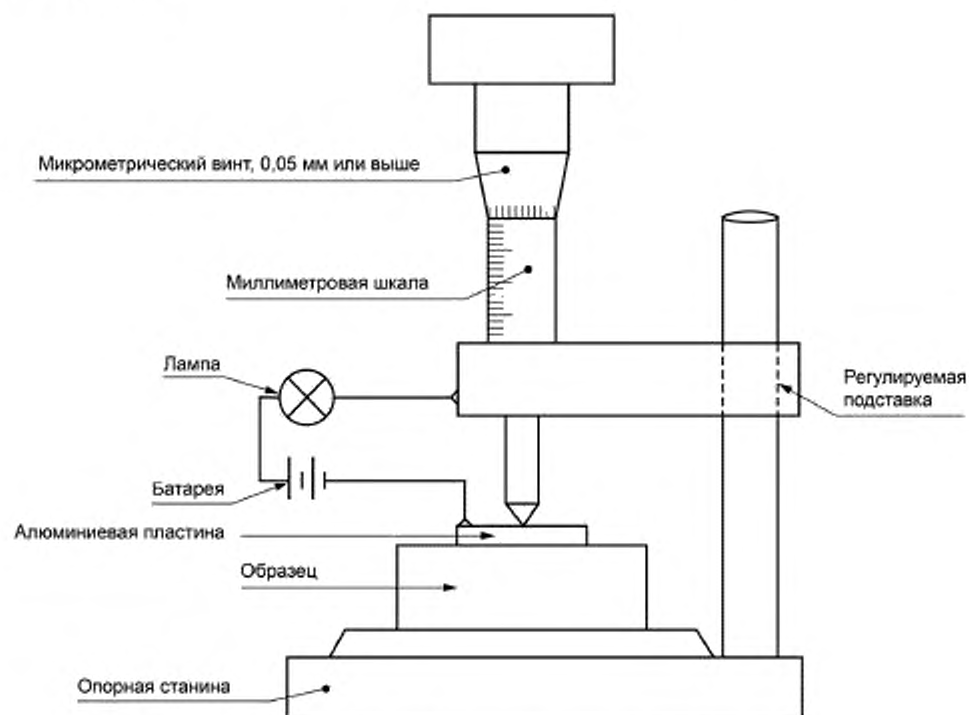 Микрометрический винт, 0,05 мм или выше
Миллиметровая шкала
Лампа
Регулируемая
подставка
Батарея
Алюминиевая пластина
Образец
Опорная станина